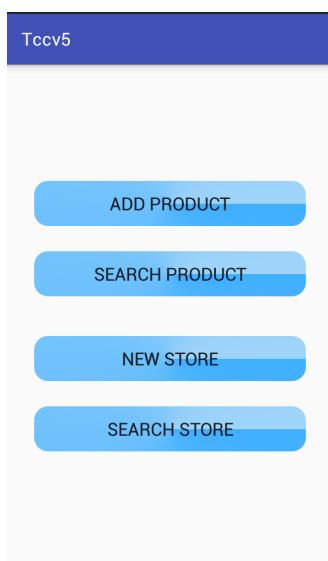 Tccv5
ADD PRODUCT
SEARCH PRODUCT
NEW STORE
SEARCH STORE